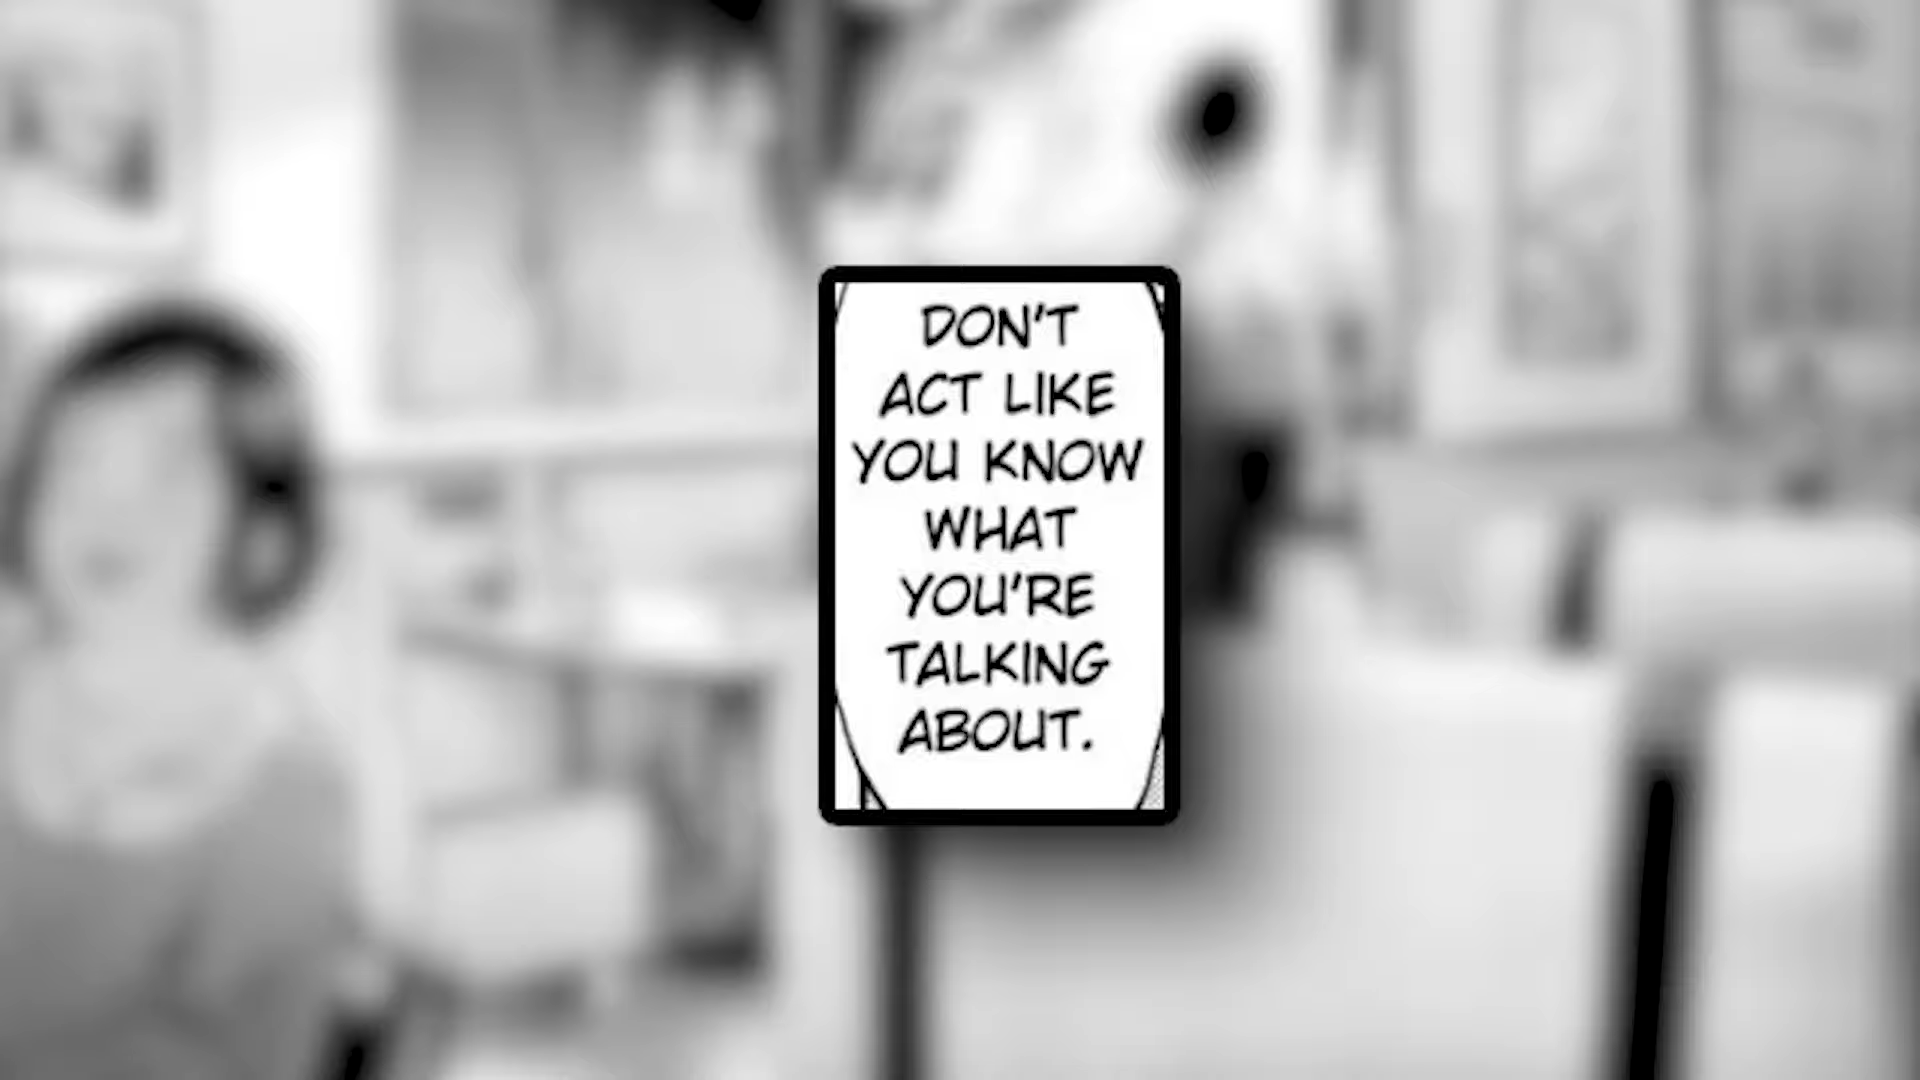 DON'T
ACT LIKE
YOU KNOW
WHAT
YOU'RE
TALKING
ABOUT.